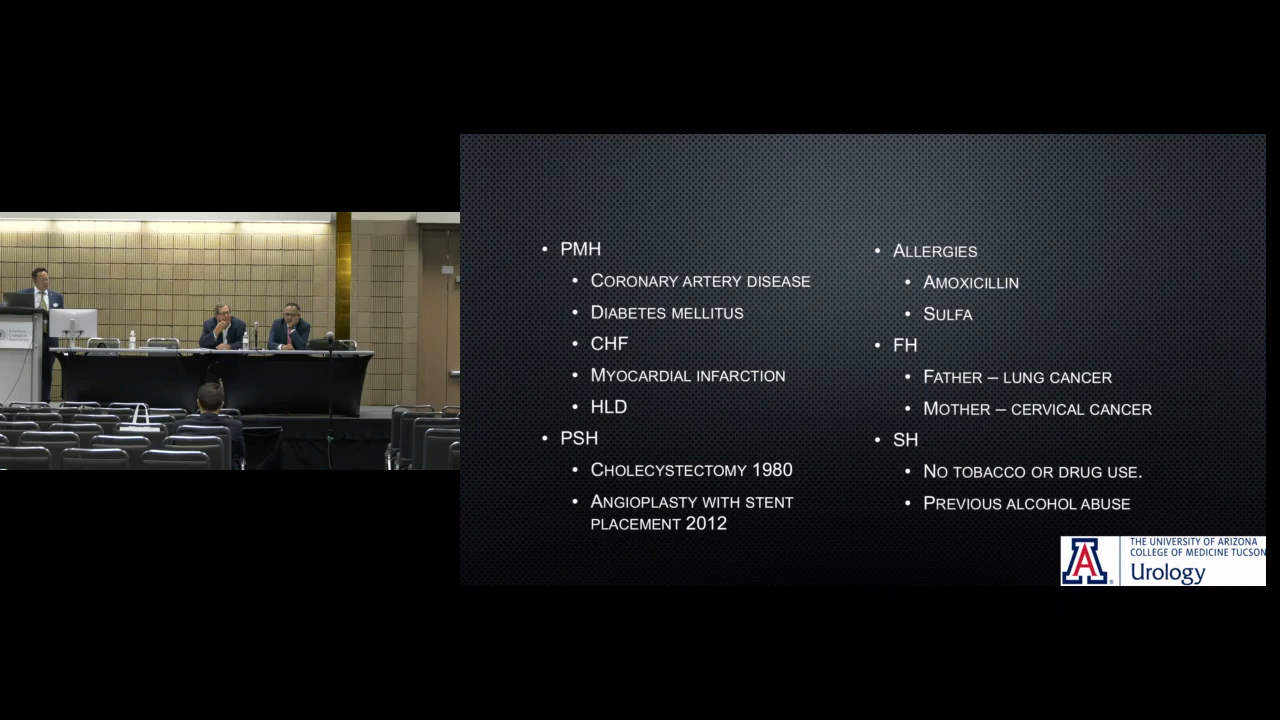 • PMH
• CORONARY ARTERY DISEASE
• DIABETES MELLITUS
• CHF
• MYOCARDIAL INFARCTION
• HLD
• PSH
• CHOLECYSTECTOMY 1980
• ANGIOPLASTY WITH STENT
PLACEMENT 2012
• ALLERGIES
• AMOXICILLIN
• SULFA
• FH
• FATHER – LUNG CANCER
• MOTHER – CERVICAL CANCER
• SH
• NO TOBACCO OR DRUG USE.
• PREVIOUS ALCOHOL ABUSE
THE UNIVERSITY OF ARIZONA
COLLEGE OF MEDICINE TUCSON
Urology